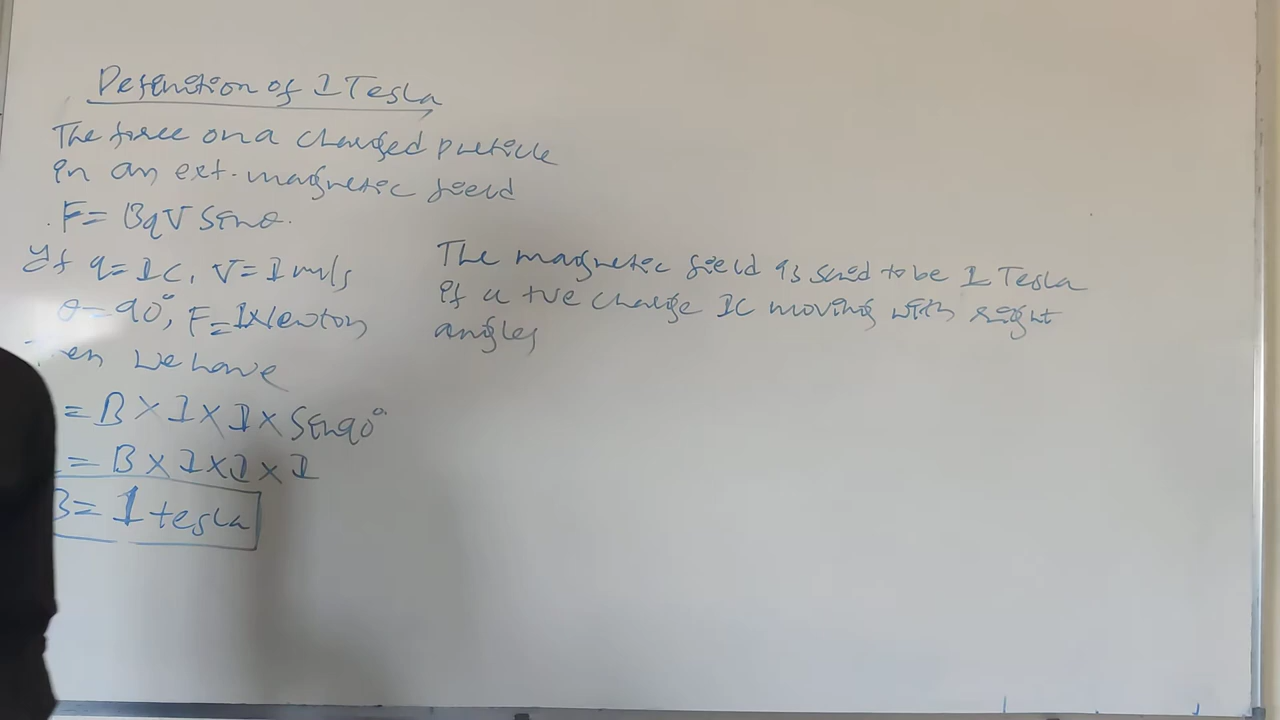 Definition of 1 Tesla
The force on a charged particle
in an ext. magnetic field
F = BqV Sinθ.
If q = 1C, V = 1 m/s
θ = 90°, F = 1 Newton
en we have
= B × 1 × 1 × Sin90°
= B × 1 × 1 × 1
B = 1 tesla
The magnetic field is said to be 1 Tesla
if a +ve charge 1C moving with right
angles